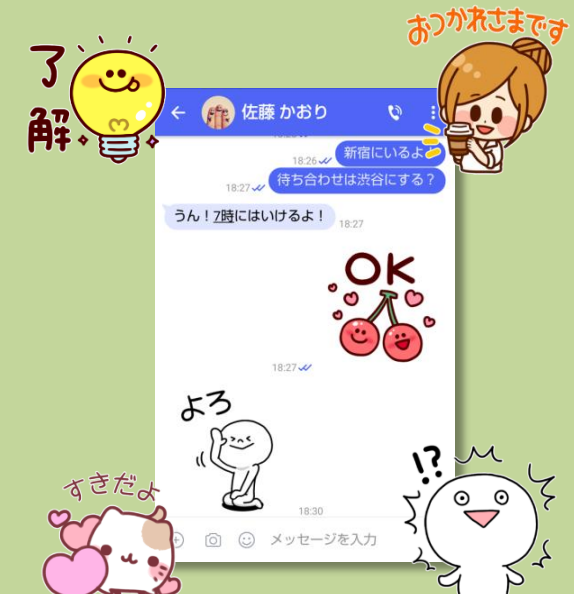 おつかれさまです
了解
佐藤 かおり
新宿にいるよ
18:26
待ち合わせは渋谷にする?
18:27
うん!7時にはいけるよ!
18:27
OK
18:27
よろ
!?
すきだよ
18:30
メッセージを入力